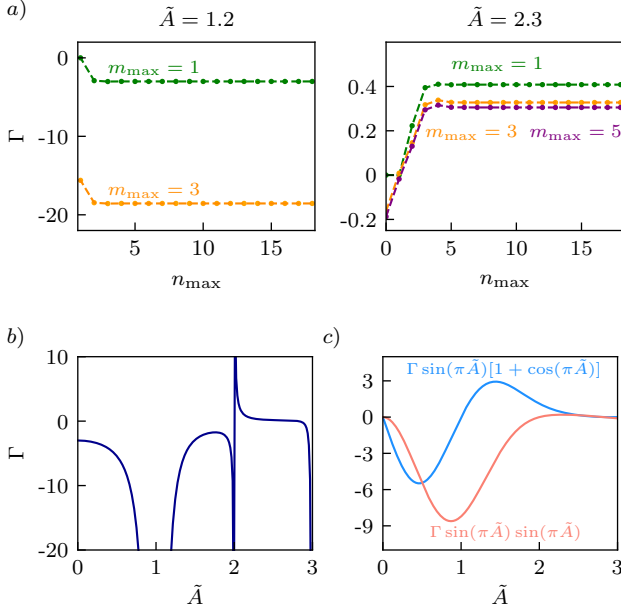 a)
Ã = 1.2
Ã = 2.3
0
-10
-20
Γ
m_max = 1
m_max = 3
5
10
15
n_max
0.4
0.2
0
-0.2
m_max = 1
m_max = 3
m_max = 5
0
5
10
15
n_max
b)
10
0
-10
-20
Γ
0
1
2
3
Ã
c)
3
0
-3
-6
-9
Γ sin(πÃ)[1 + cos(πÃ)]
Γ sin(πÃ) sin(πÃ)
0
1
2
3
Ã